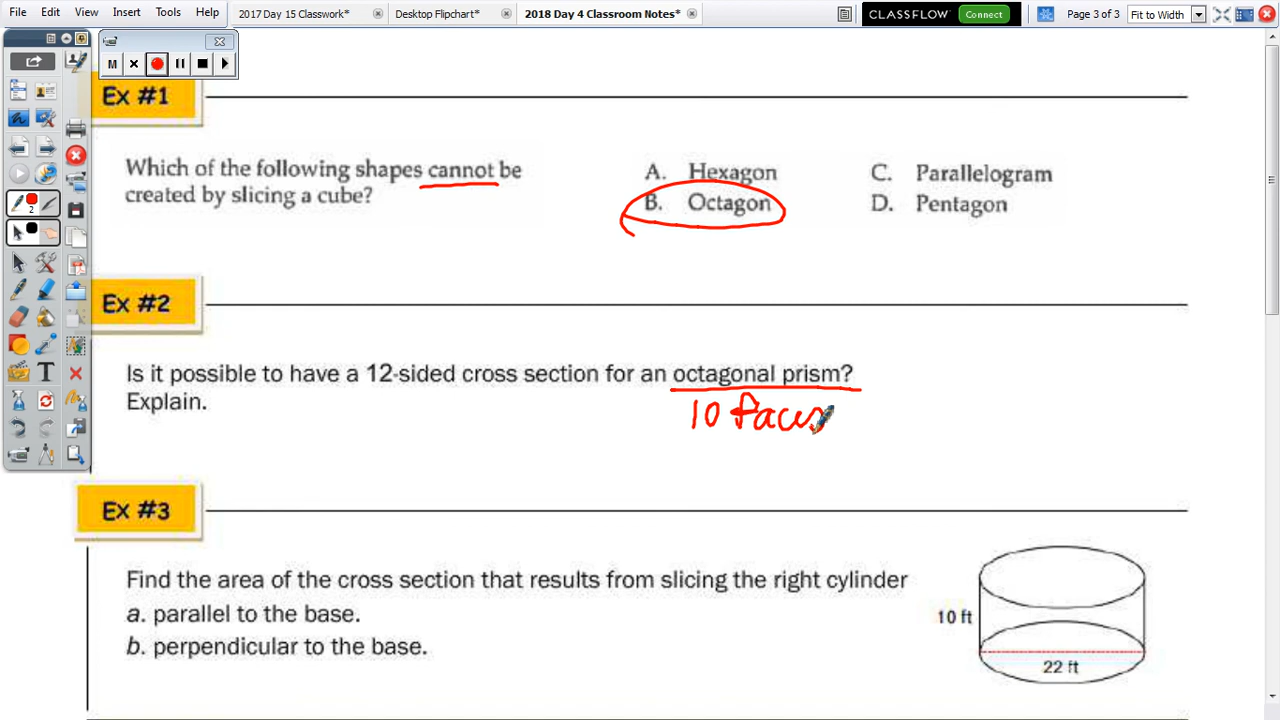 File Edit View Insert Tools Help
2017 Day 15 Classwork*
Desktop Flipchart*
2018 Day 4 Classroom Notes*
CLASSFLOW Connect
Page 3 of 3
Fit to Width
M
2
T
Ex #1
Which of the following shapes cannot be
created by slicing a cube?
A. Hexagon
B. Octagon
C. Parallelogram
D. Pentagon
Ex #2
Is it possible to have a 12-sided cross section for an octagonal prism?
Explain.
10 faces
Ex #3
Find the area of the cross section that results from slicing the right cylinder
a. parallel to the base.
b. perpendicular to the base.
10 ft
22 ft